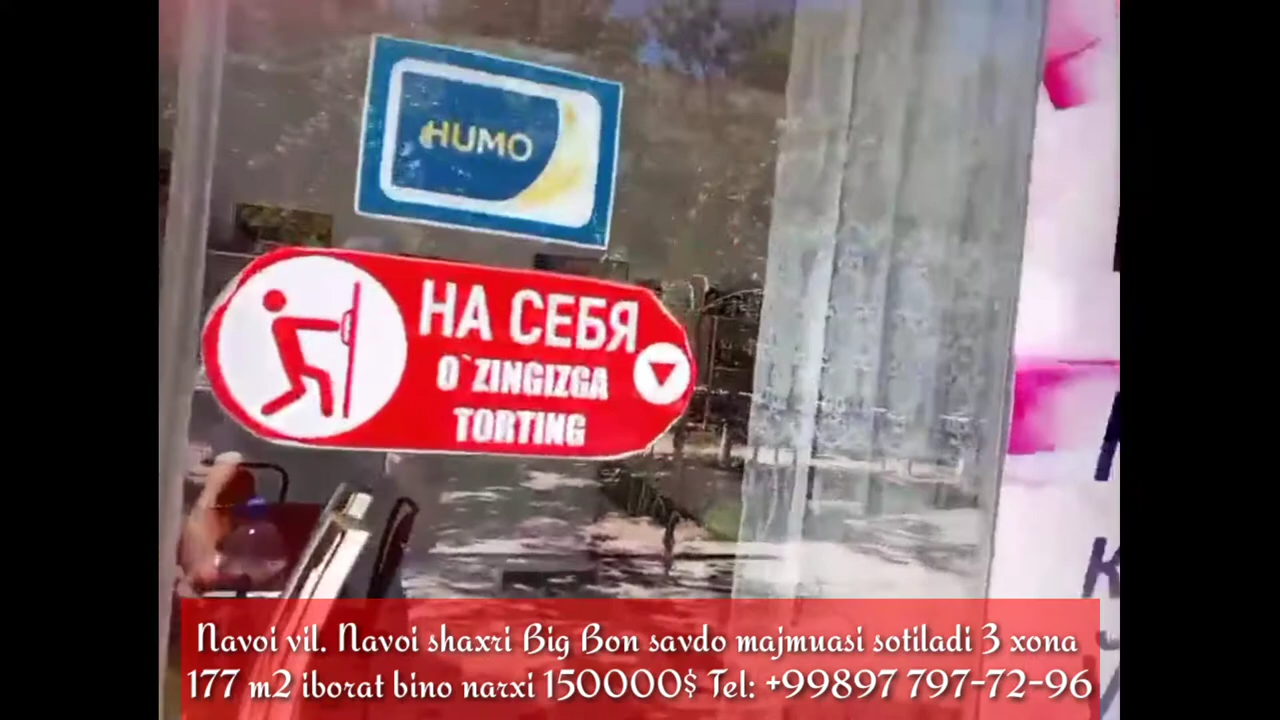 HUMO
НА СЕБЯ
O`ZINGIZGA
TORTING
Navoi vil. Navoi shaxri Big Bon savdo majmuasi sotiladi 3 xona
177 m2 iborat bino narxi 150000$ Tel: +99897 797-72-96